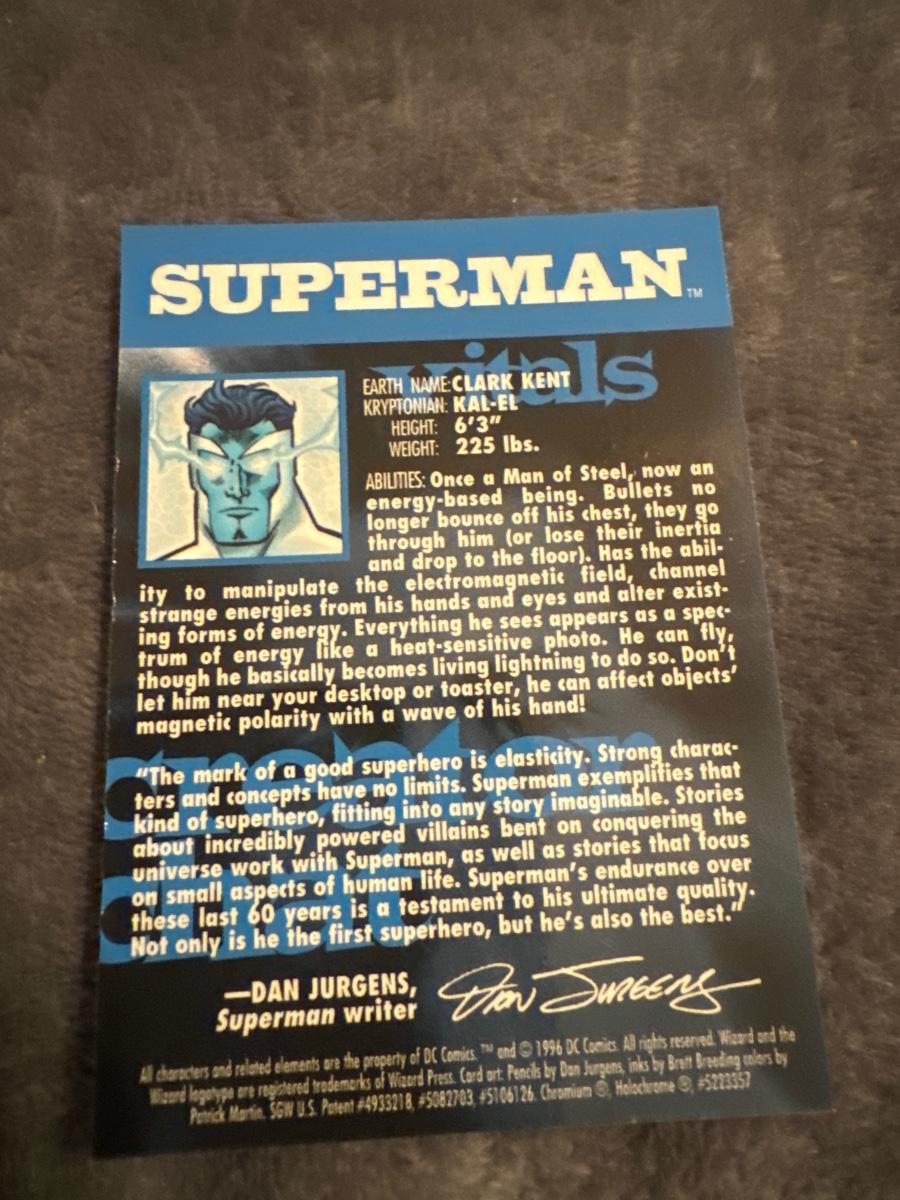 SUPERMAN™
vitals
EARTH NAME: CLARK KENT
KRYPTONIAN: KAL-EL
HEIGHT: 6'3"
WEIGHT: 225 lbs.
ABILITIES: Once a Man of Steel, now an
energy-based being. Bullets no
longer bounce off his chest, they go
through him (or lose their inertia
and drop to the floor). Has the abil-
ity to manipulate the electromagnetic field, channel
strange energies from his hands and eyes and alter exist-
ing forms of energy. Everything he sees appears as a spec-
trum of energy like a heat-sensitive photo. He can fly,
though he basically becomes living lightning to do so. Don't
let him near your desktop or toaster, he can affect objects'
magnetic polarity with a wave of his hand!
creator
chat
"The mark of a good superhero is elasticity. Strong charac-
ters and concepts have no limits. Superman exemplifies that
kind of superhero, fitting into any story imaginable. Stories
about incredibly powered villains bent on conquering the
universe work with Superman, as well as stories that focus
on small aspects of human life. Superman's endurance over
these last 60 years is a testament to his ultimate quality.
Not only is he the first superhero, but he's also the best."
—DAN JURGENS,
Superman writer
Dan Jurgens
All characters and related elements are the property of DC Comics. ™ and © 1996 DC Comics. All rights reserved. Wizard and the
Wizard logotype are registered trademarks of Wizard Press. Card art: Pencils by Dan Jurgens, inks by Brett Breeding colors by
Patrick Martin. SGW U.S. Patent #4933218, #5082703, #5106126. Chromium ®, Holochrome ®, #5223357